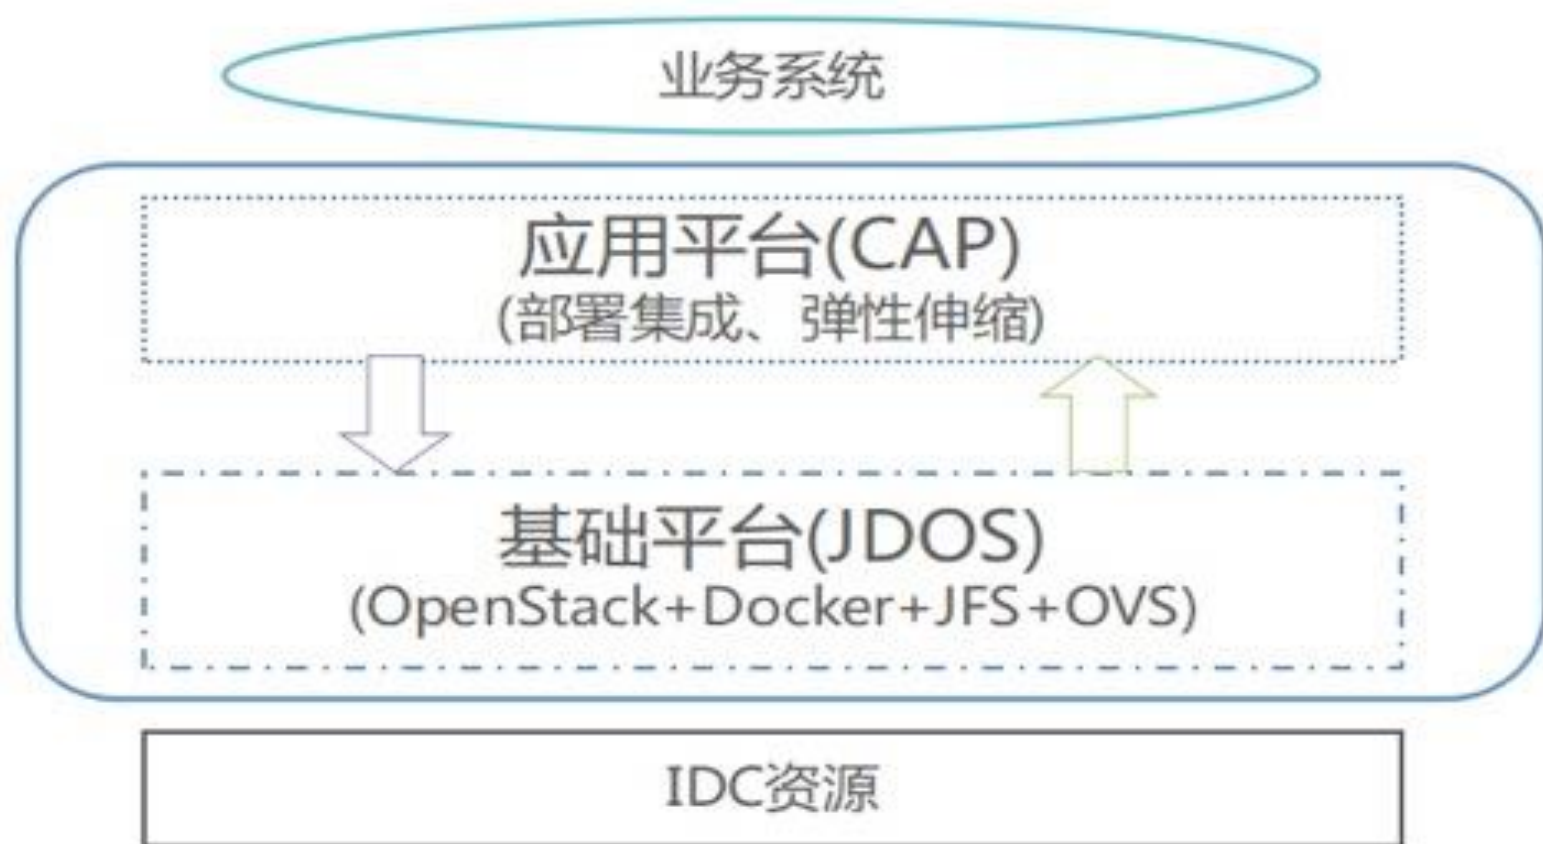 业务系统
应用平台(CAP)
(部署集成、弹性伸缩)
基础平台(JDOS)
(OpenStack+Docker+JFS+OVS)
IDC资源